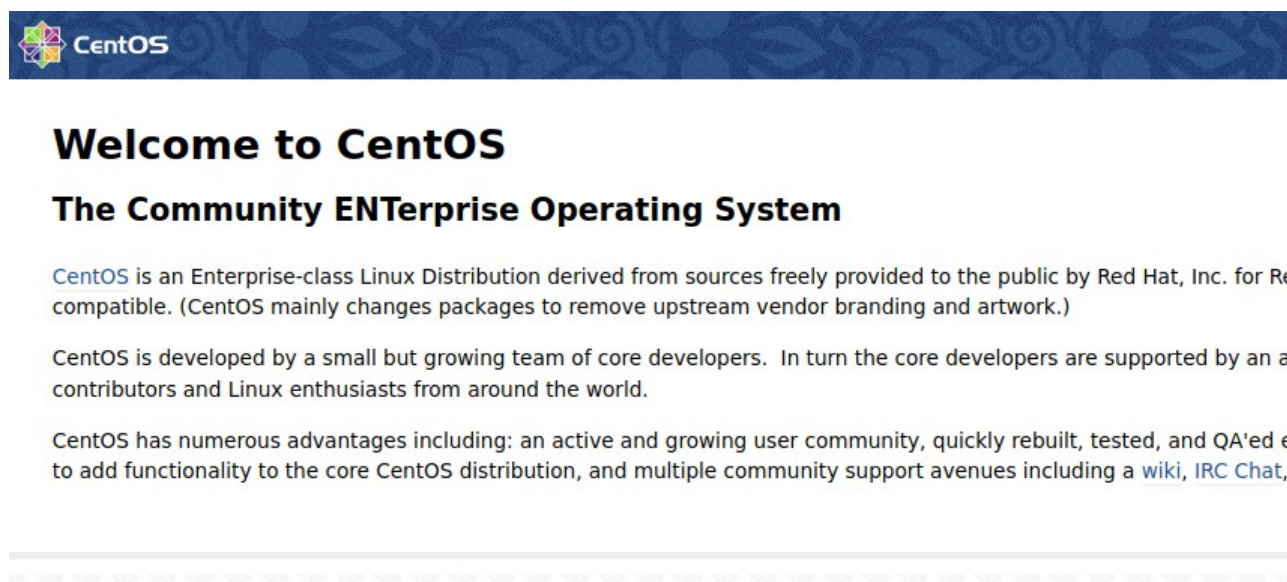 CentOS
Welcome to CentOS
The Community ENTerprise Operating System
CentOS is an Enterprise-class Linux Distribution derived from sources freely provided to the public by Red Hat, Inc. for
compatible. (CentOS mainly changes packages to remove upstream vendor branding and artwork.)
CentOS is developed by a small but growing team of core developers.  In turn the core developers are supported by an
contributors and Linux enthusiasts from around the world.
CentOS has numerous advantages including: an active and growing user community, quickly rebuilt, tested, and QA'ed
to add functionality to the core CentOS distribution, and multiple community support avenues including a wiki, IRC Chat,